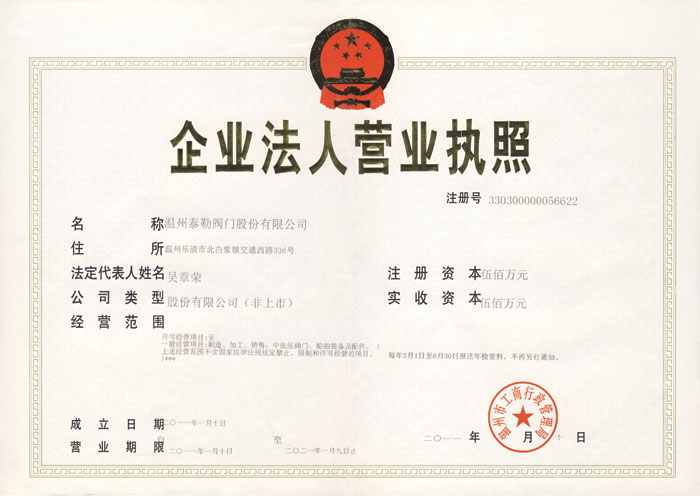 企业法人营业执照
注册号 330300000056622
名称 温州泰勒阀门股份有限公司
住所 温州乐清市北白象镇交通西路336号
法定代表人姓名 吴章荣
注册资本 伍佰万元
公司类型 股份有限公司（非上市）
实收资本 伍佰万元
经营范围
许可经营项目:无
一般经营项目:制造、加工、销售：中低压阀门、船舶装备及配件。（
上述经营范围不含国家法律法规规定禁止、限制和许可经营的项目。
)***
每年3月1日至6月30日报送年检资料，不再另行通知。
温州市工商行政管理局
成立日期 二〇一一年一月十日
营业期限 自二〇一一年一月十日 至 二〇二一年一月九日止
二〇一一 年 月 十 日